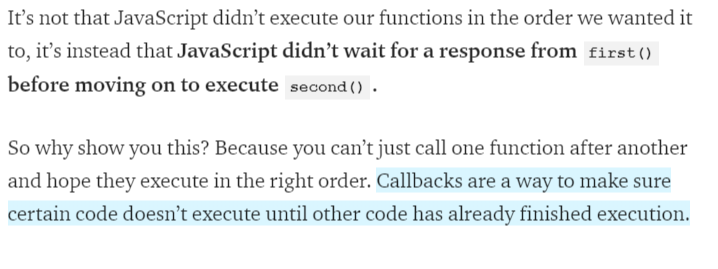 It’s not that JavaScript didn’t execute our functions in the order we wanted it
to, it’s instead that JavaScript didn’t wait for a response from first()
before moving on to execute second() .
So why show you this? Because you can’t just call one function after another
and hope they execute in the right order. Callbacks are a way to make sure
certain code doesn’t execute until other code has already finished execution.